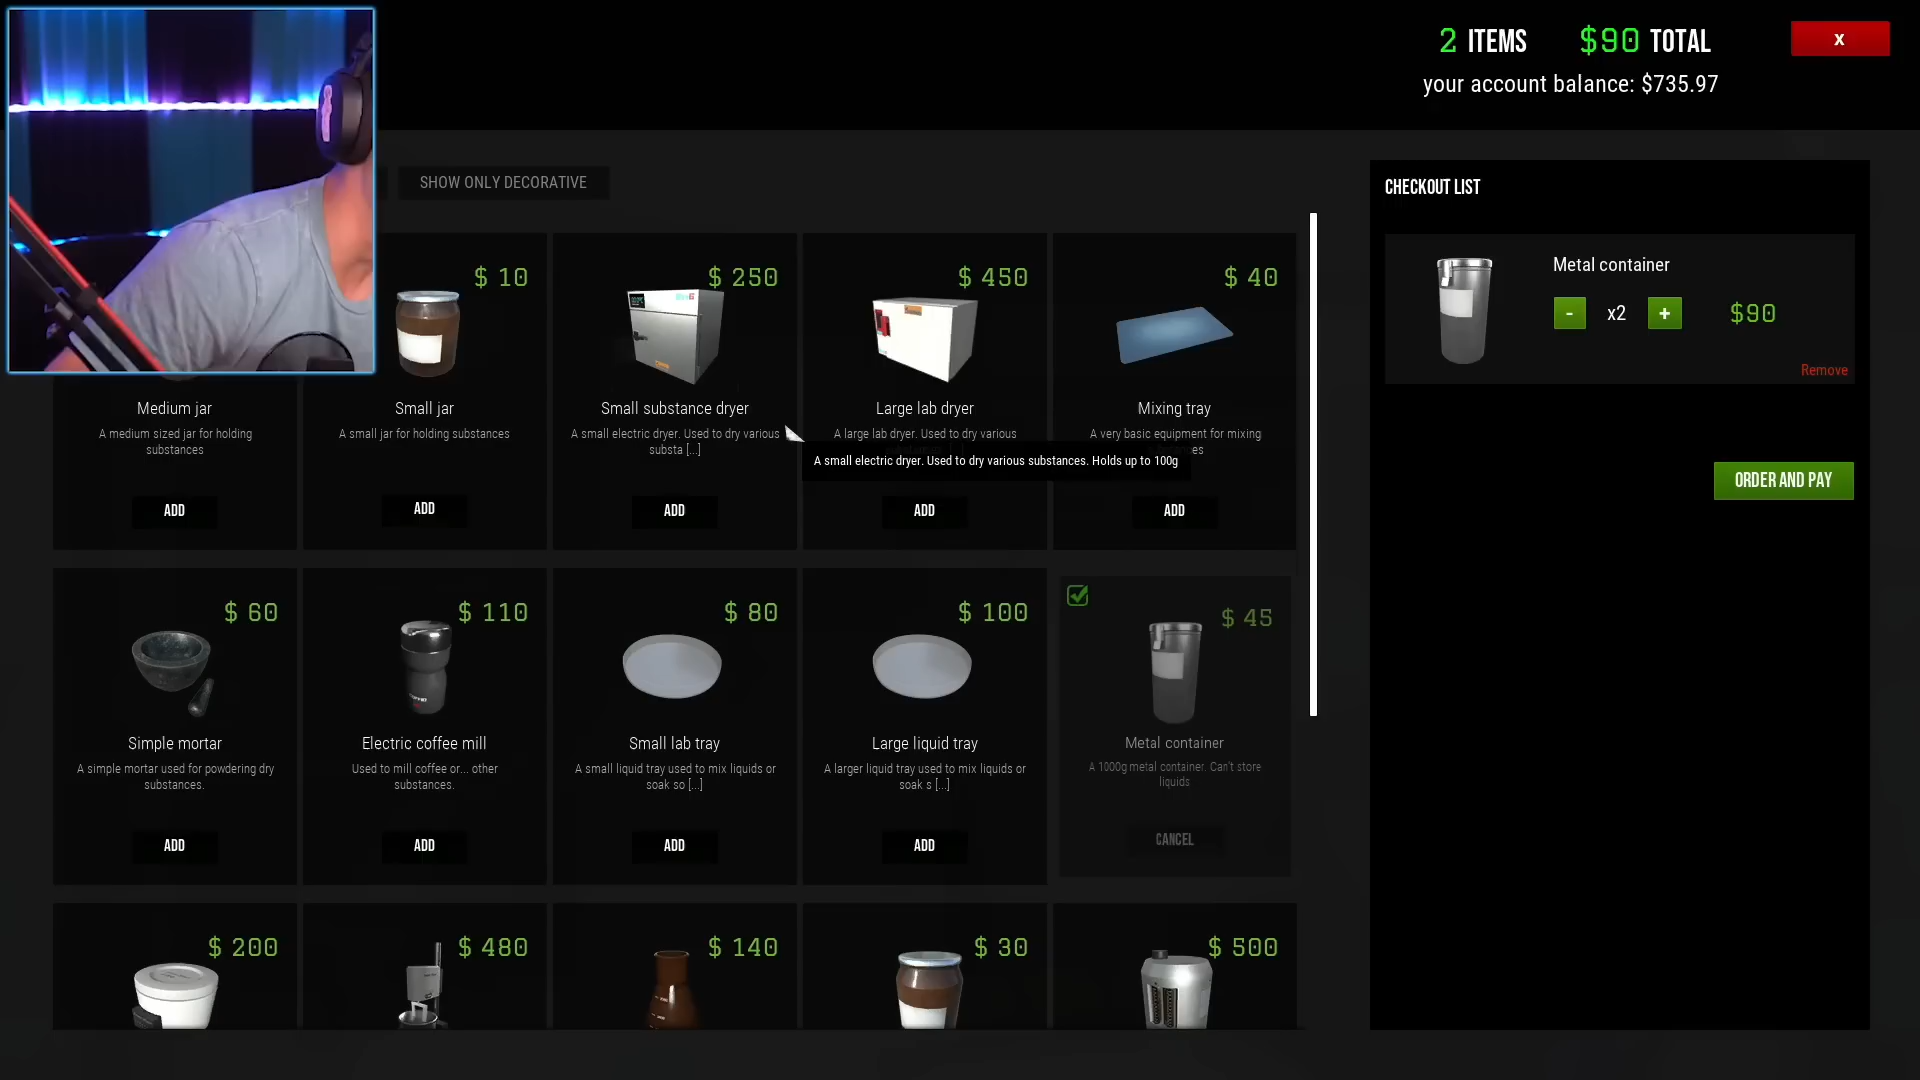 2 ITEMS $90 TOTAL
x
your account balance: $735.97
SHOW ONLY DECORATIVE
CHECKOUT LIST
Metal container
- x2 + $90
Remove
ORDER AND PAY
$ 10
$ 250
$ 450
$ 40
Medium jar
A medium sized jar for holding
substances
ADD
Small jar
A small jar for holding substances
ADD
Small substance dryer
A small electric dryer. Used to dry various
substa [...]
ADD
Large lab dryer
A large lab dryer. Used to dry various
ADD
Mixing tray
A very basic equipment for mixing
ADD
A small electric dryer. Used to dry various substances. Holds up to 100g
$ 60
Simple mortar
A simple mortar used for powdering dry
substances.
ADD
$ 110
Electric coffee mill
Used to mill coffee or... other
substances.
ADD
$ 80
Small lab tray
A small liquid tray used to mix liquids or
soak so [...]
ADD
$ 100
Large liquid tray
A larger liquid tray used to mix liquids or
soak s [...]
ADD
$ 45
Metal container
A 1000g metal container. Can't store
liquids
CANCEL
$ 200
$ 480
$ 140
$ 30
$ 500